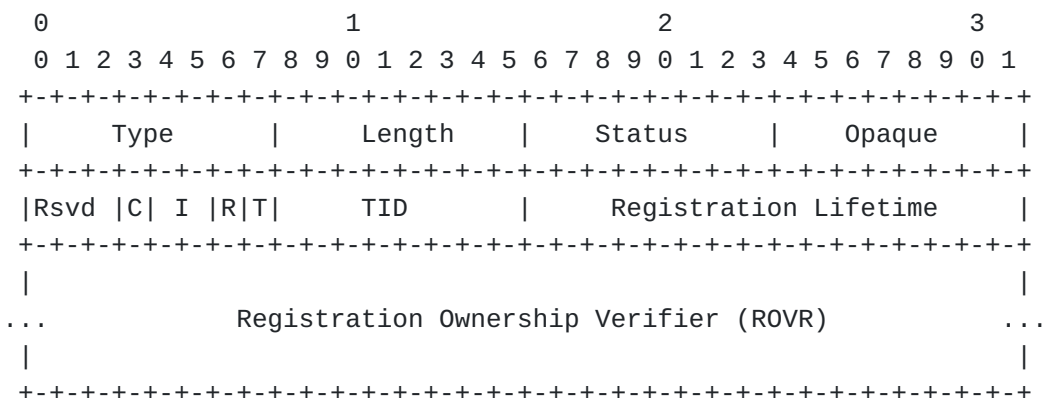 0                   1                   2                   3
 0 1 2 3 4 5 6 7 8 9 0 1 2 3 4 5 6 7 8 9 0 1 2 3 4 5 6 7 8 9 0 1
+-+-+-+-+-+-+-+-+-+-+-+-+-+-+-+-+-+-+-+-+-+-+-+-+-+-+-+-+-+-+-+-+
|     Type      |     Length    |    Status     |    Opaque     |
+-+-+-+-+-+-+-+-+-+-+-+-+-+-+-+-+-+-+-+-+-+-+-+-+-+-+-+-+-+-+-+-+
|Rsvd |C| I |R|T|     TID       |     Registration Lifetime     |
+-+-+-+-+-+-+-+-+-+-+-+-+-+-+-+-+-+-+-+-+-+-+-+-+-+-+-+-+-+-+-+-+
|                                                               |
...            Registration Ownership Verifier (ROVR)           ...
|                                                               |
+-+-+-+-+-+-+-+-+-+-+-+-+-+-+-+-+-+-+-+-+-+-+-+-+-+-+-+-+-+-+-+-+